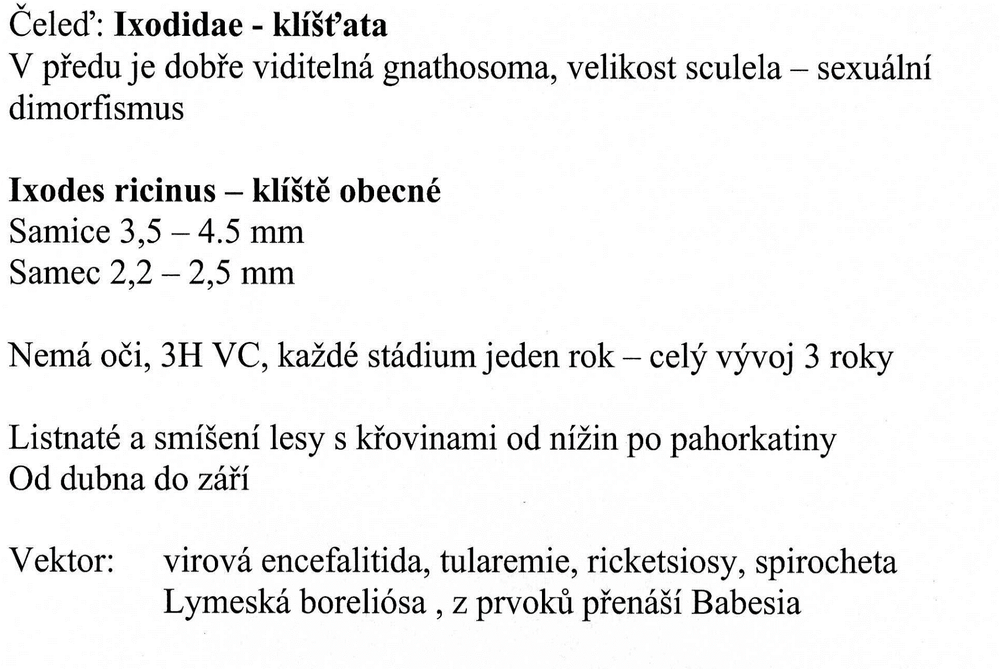 Čeleď: Ixodidae - klíšťata
V předu je dobře viditelná gnathosoma, velikost sculela – sexuální
dimorfismus
Ixodes ricinus – klíště obecné
Samice 3,5 – 4.5 mm
Samec 2,2 – 2,5 mm
Nemá oči, 3H VC, každé stádium jeden rok – celý vývoj 3 roky
Listnaté a smíšení lesy s křovinami od nížin po pahorkatiny
Od dubna do září
Vektor: virová encefalitida, tularemie, ricketsiosy, spirocheta
Lymeská boreliósa , z prvoků přenáší Babesia